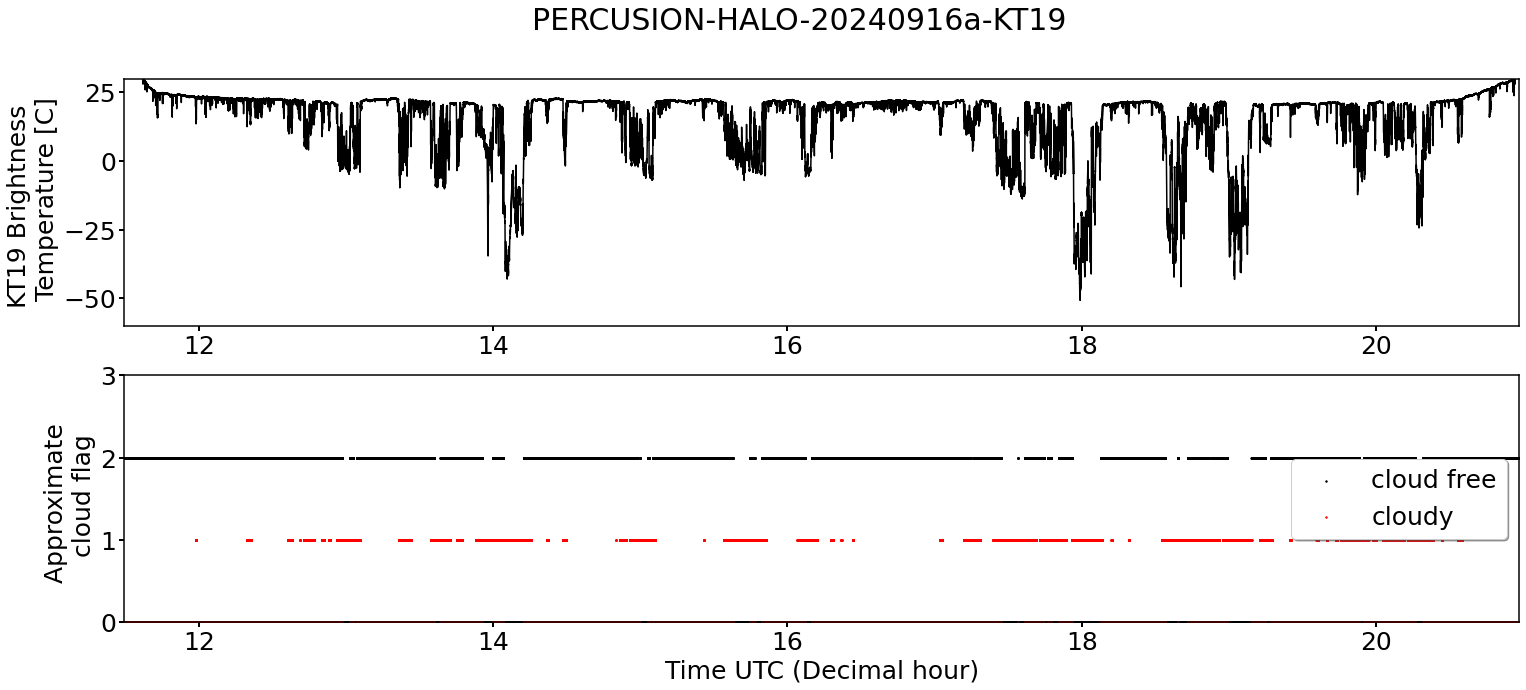 PERCUSION-HALO-20240916a-KT19
KT19 Brightness
Temperature [C]
25
0
−25
−50
12 14 16 18 20
Approximate
cloud flag
3
2
1
0
cloud free
cloudy
12 14 16 18 20
Time UTC (Decimal hour)